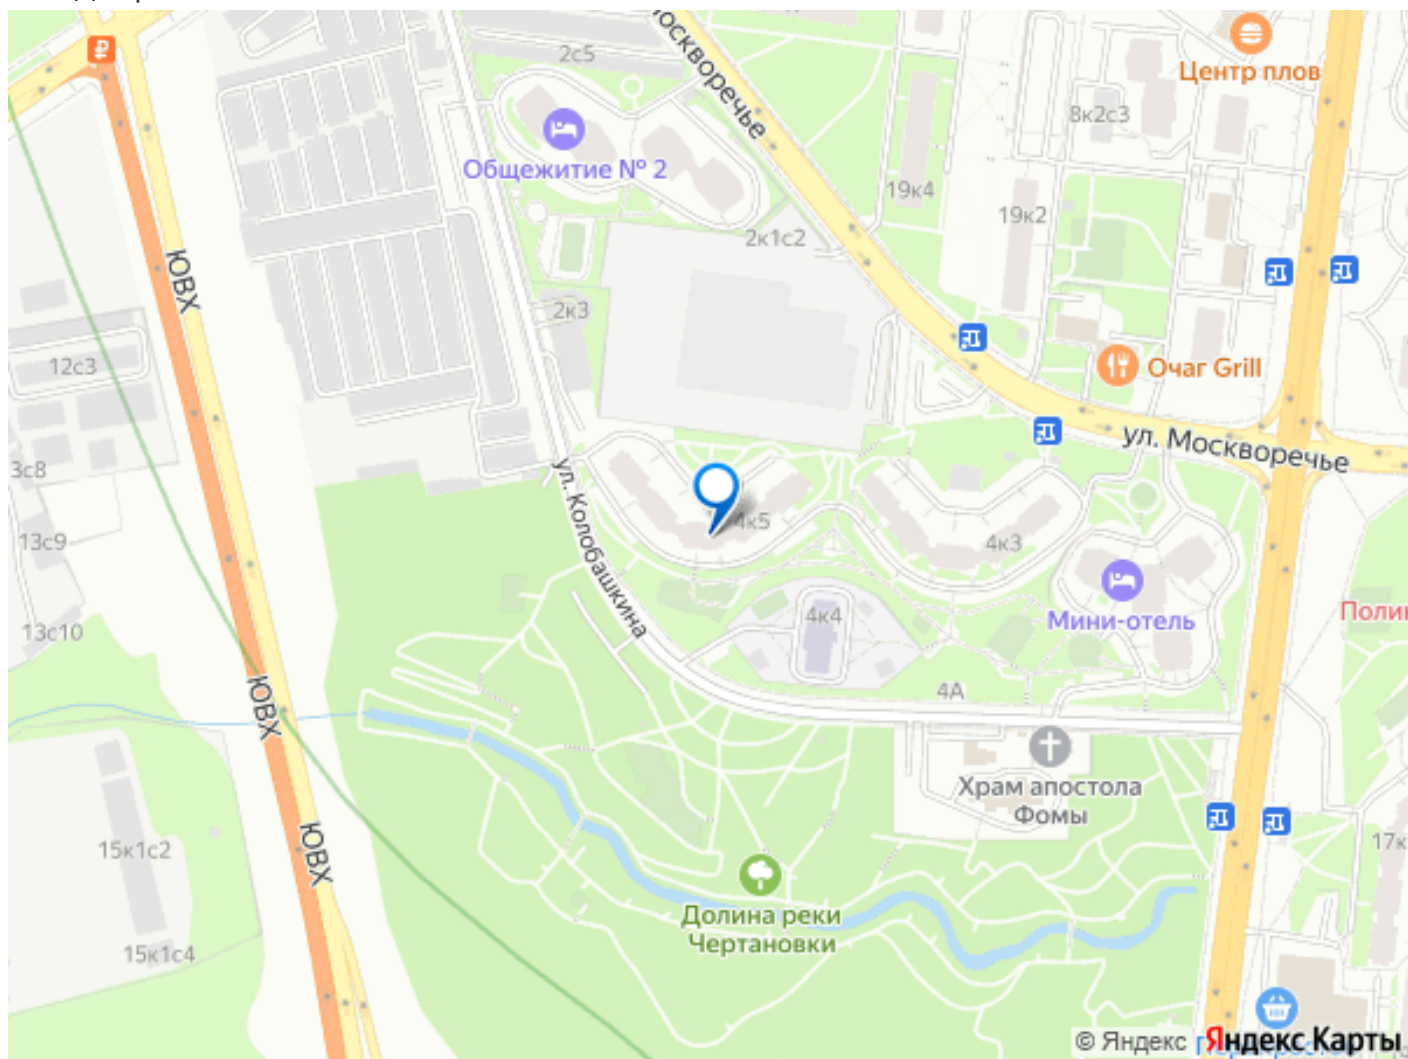 2с5
Центр плов
Москворечье
8к2с3
Общежитие № 2
19к4
19к2
2к1с2
ЮВХ
2к3
12с3
Очаг Grill
ул. Москворечье
3с8
ул. Колобашкина
4к5
4к3
13с9
4к4
Мини-отель
13с10
Поли
4А
ЮВХ
Храм апостола
Фомы
15к1с2
ЮВХ
17к
Долина реки
Чертановки
15к1с4
© Яндекс
Яндекс Карты